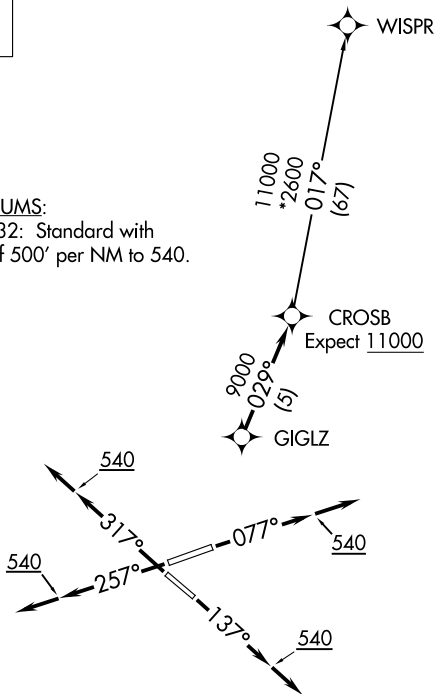 WISPR
11000
*2600
017°
(67)
UMS:
32: Standard with
f 500' per NM to 540.
CROSB
Expect 11000
9000
029°
(5)
GIGLZ
540
317°
077°
540
540
257°
137°
540